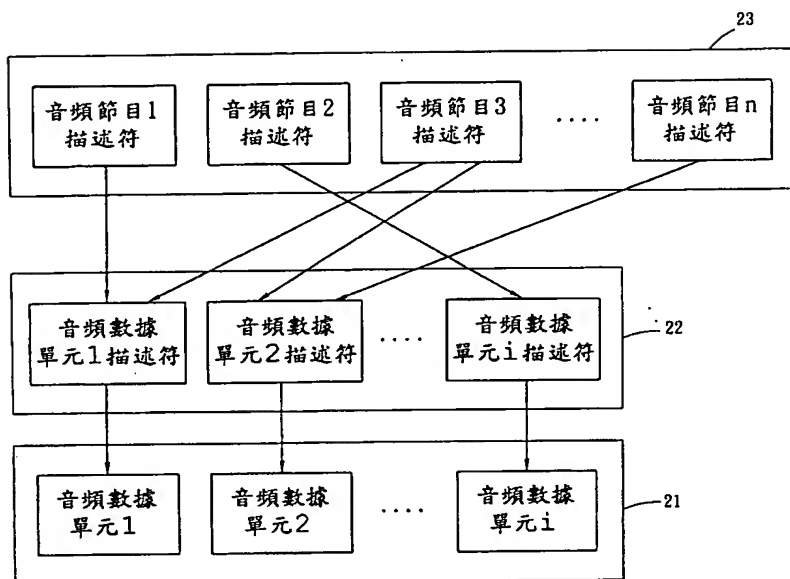 23
音頻節目1
描述符
音頻節目2
描述符
音頻節目3
描述符
....
音頻節目n
描述符
音頻數據
單元1描述符
音頻數據
單元2描述符
....
音頻數據
單元i描述符
22
音頻數據
單元1
音頻數據
單元2
....
音頻數據
單元i
21